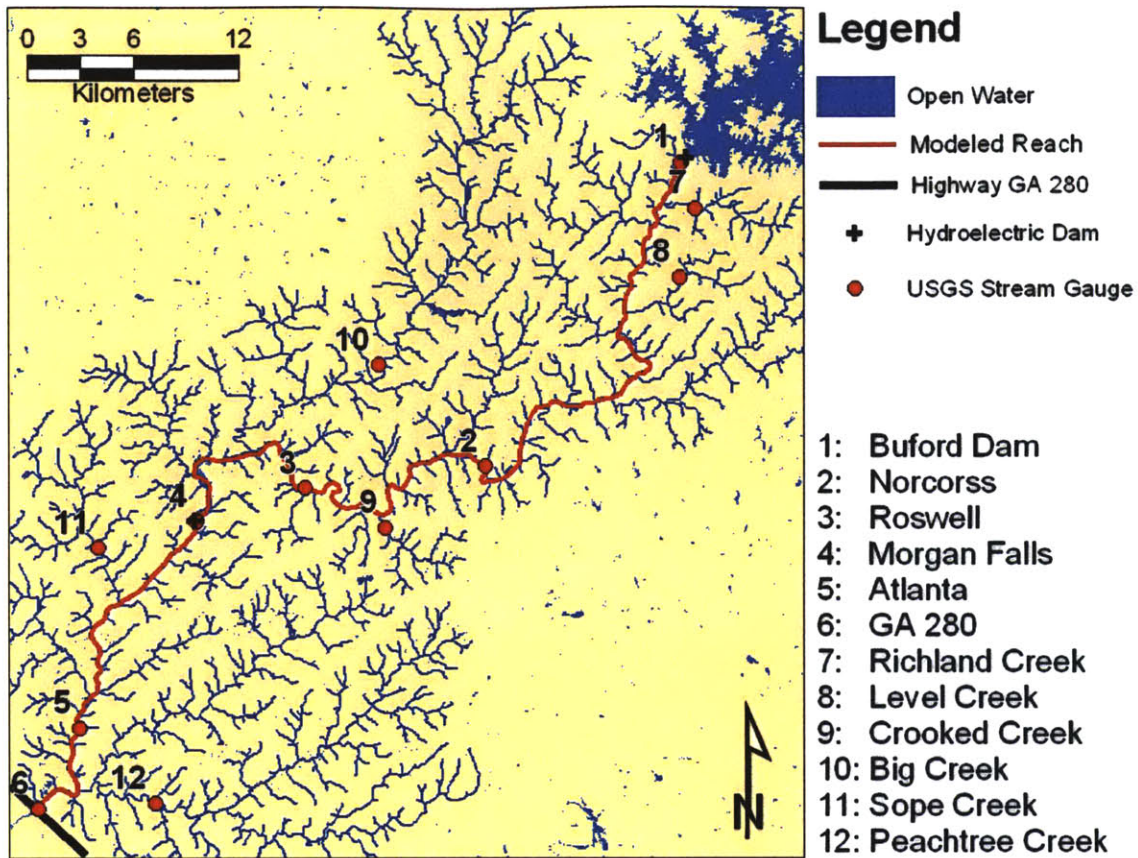 0 3 6 12
Kilometers
1
7
8
10
2
3
9
4
11
5
6
12
N
Legend
Open Water
Modeled Reach
Highway GA 280
Hydroelectric Dam
USGS Stream Gauge
1: Buford Dam
2: Norcorss
3: Roswell
4: Morgan Falls
5: Atlanta
6: GA 280
7: Richland Creek
8: Level Creek
9: Crooked Creek
10: Big Creek
11: Sope Creek
12: Peachtree Creek